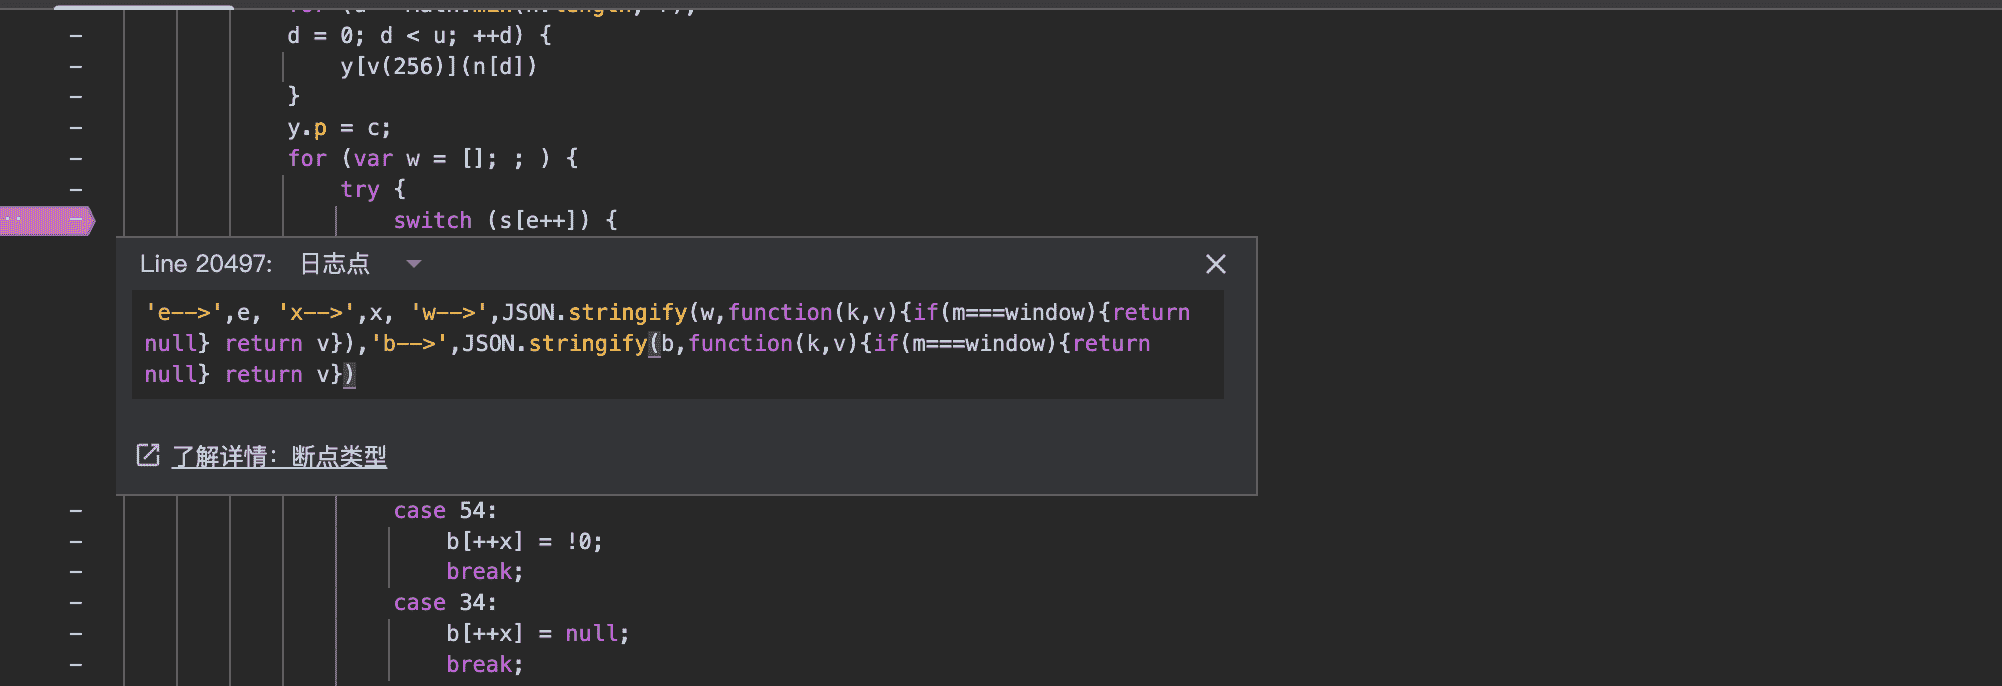 d = 0; d < u; ++d) {
y[v(256)](n[d])
}
y.p = c;
for (var w = []; ; ) {
try {
switch (s[e++]) {
Line 20497: 日志点
'e-->',e, 'x-->',x, 'w-->',JSON.stringify(w,function(k,v){if(m===window){return
null} return v}),'b-->',JSON.stringify(b,function(k,v){if(m===window){return
null} return v})
了解详情：断点类型
case 54:
b[++x] = !0;
break;
case 34:
b[++x] = null;
break;